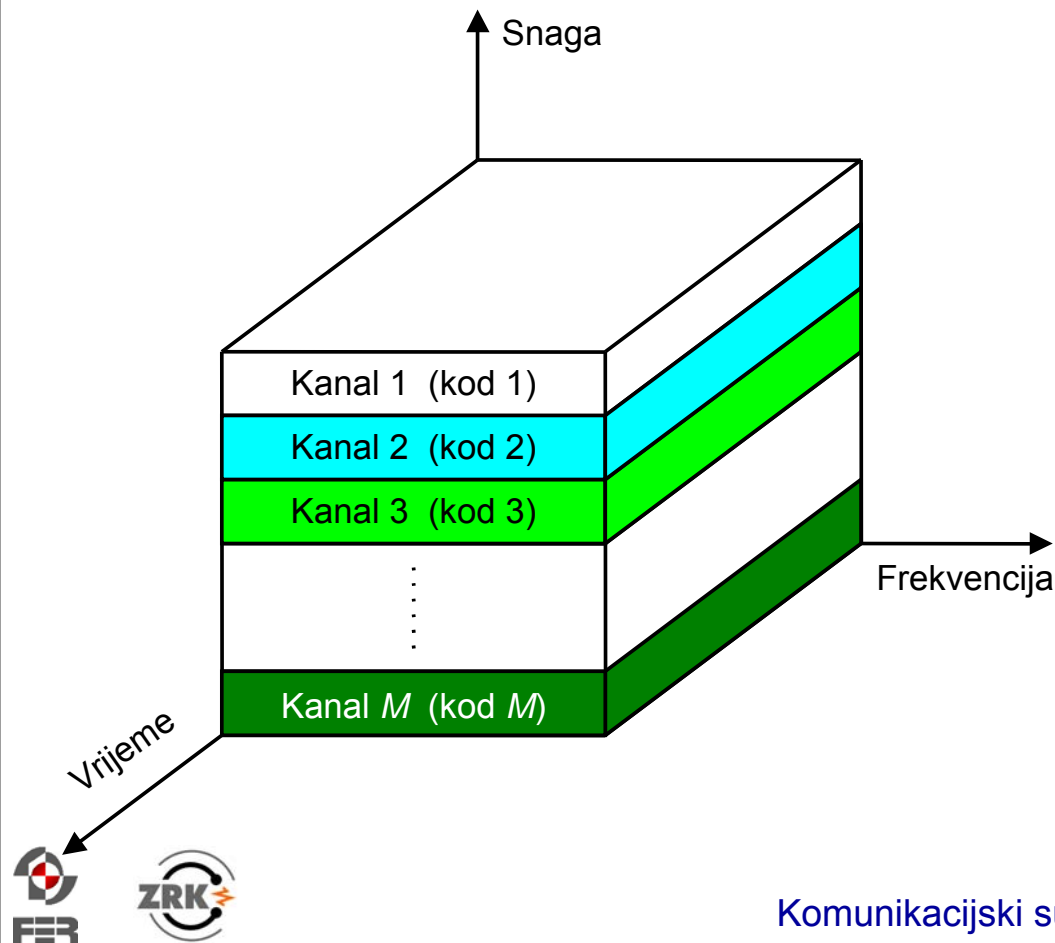 Snaga
Kanal 1 (kod 1)
Kanal 2 (kod 2)
Kanal 3 (kod 3)
Frekvencija
Kanal M (kod M)
Vrijeme
ZRK
FER
Komunikacijski